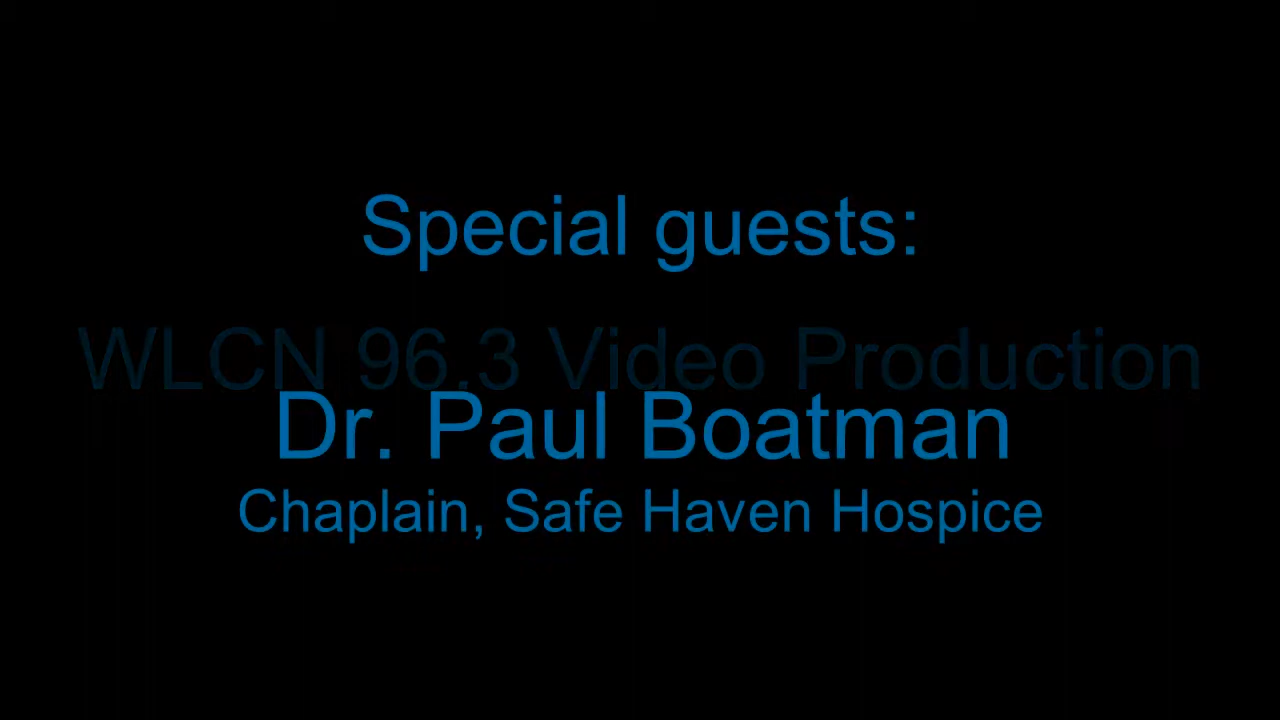 Special guests:
WLCN 96.3 Video Production
Dr. Paul Boatman
Chaplain, Safe Haven Hospice